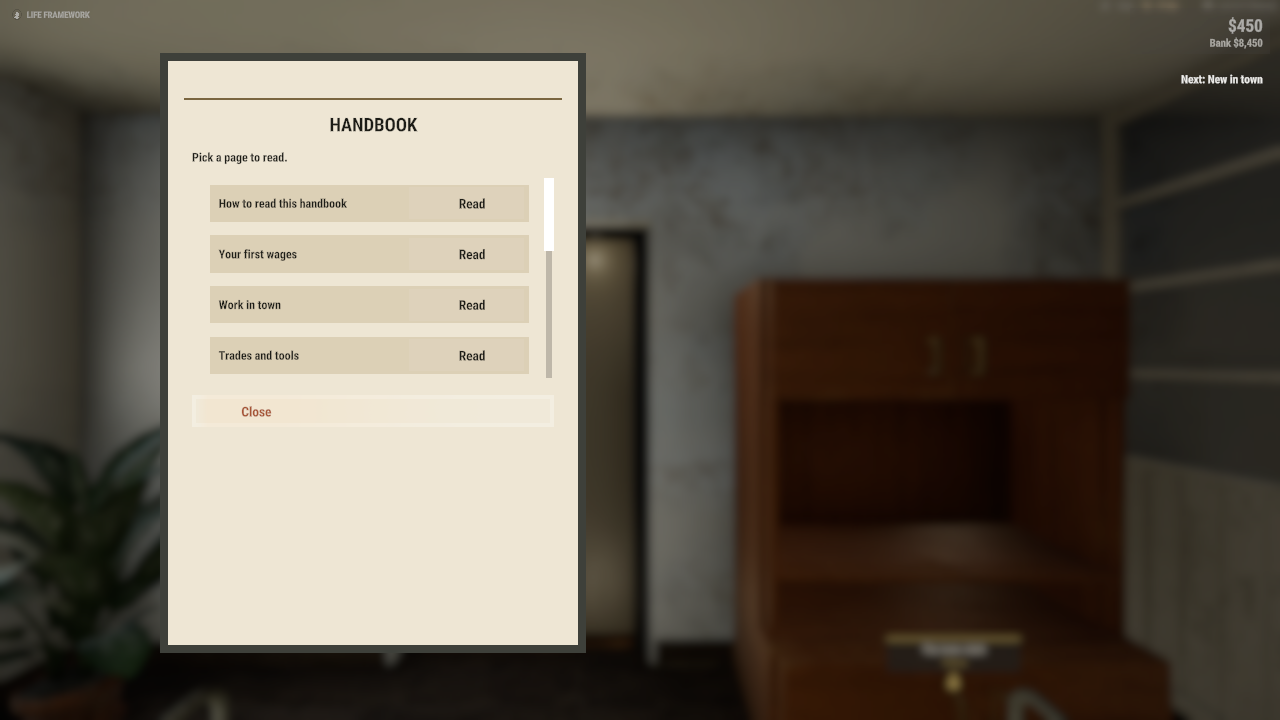 LIFE FRAMEWORK
$450
Bank $8,450
Next: New in town
HANDBOOK
Pick a page to read.
How to read this handbook Read
Your first wages Read
Work in town Read
Trades and tools Read
Close